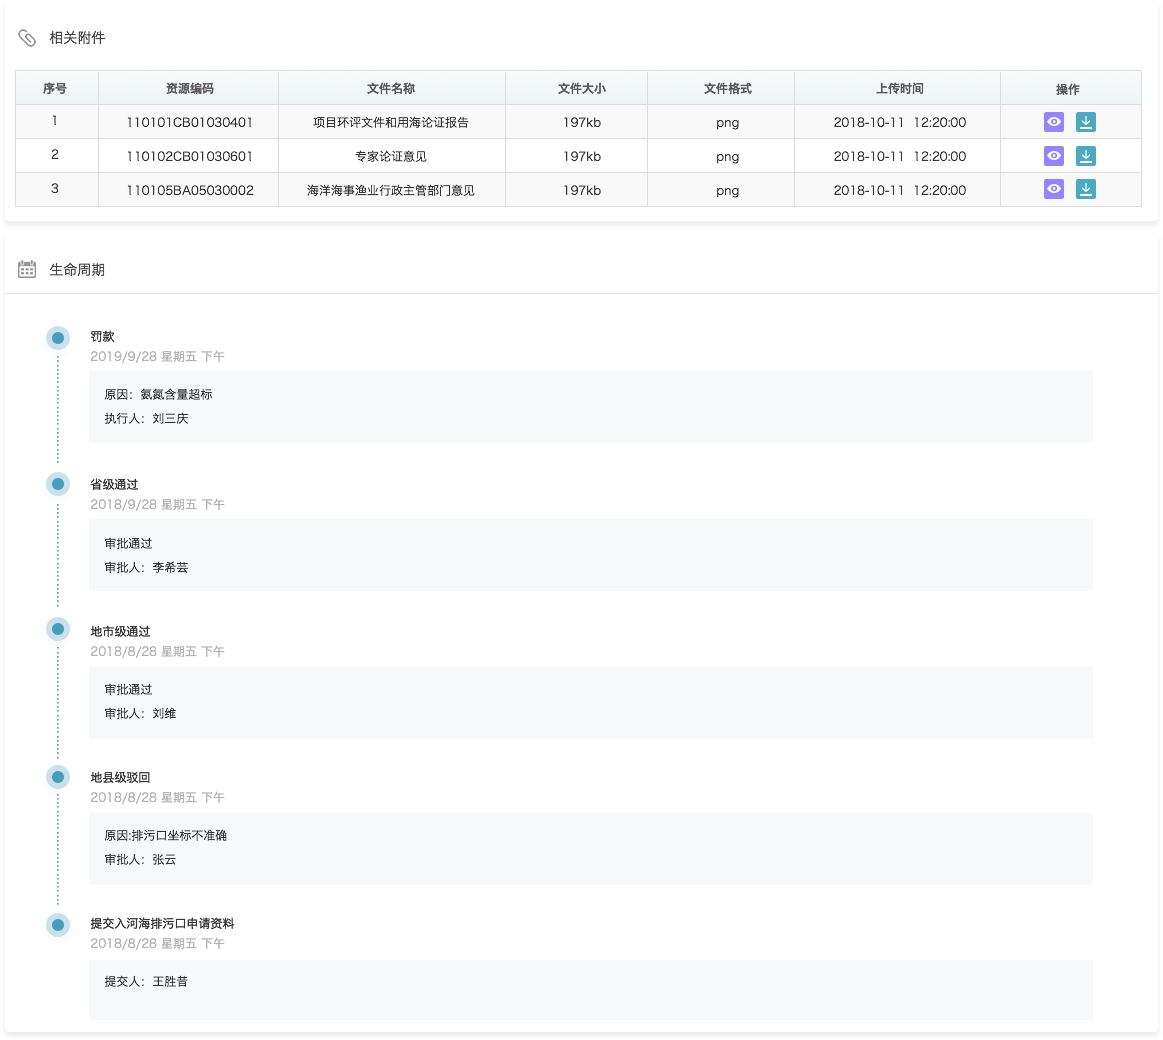 相关附件
序号 资源编码 文件名称 文件大小 文件格式 上传时间 操作
1 110101CB01030401 项目环评文件和用海论证报告 197kb png 2018-10-11 12:20:00
2 110102CB01030601 专家论证意见 197kb png 2018-10-11 12:20:00
3 110105BA05030002 海洋海事渔业行政主管部门意见 197kb png 2018-10-11 12:20:00
生命周期
罚款
2019/9/28 星期五 下午
原因：氨氮含量超标
执行人：刘三庆
省级通过
2018/9/28 星期五 下午
审批通过
审批人：李希芸
地市级通过
2018/8/28 星期五 下午
审批通过
审批人：刘维
地县级驳回
2018/8/28 星期五 下午
原因:排污口坐标不准确
审批人：张云
提交入河海排污口申请资料
2018/8/28 星期五 下午
提交人：王胜昔